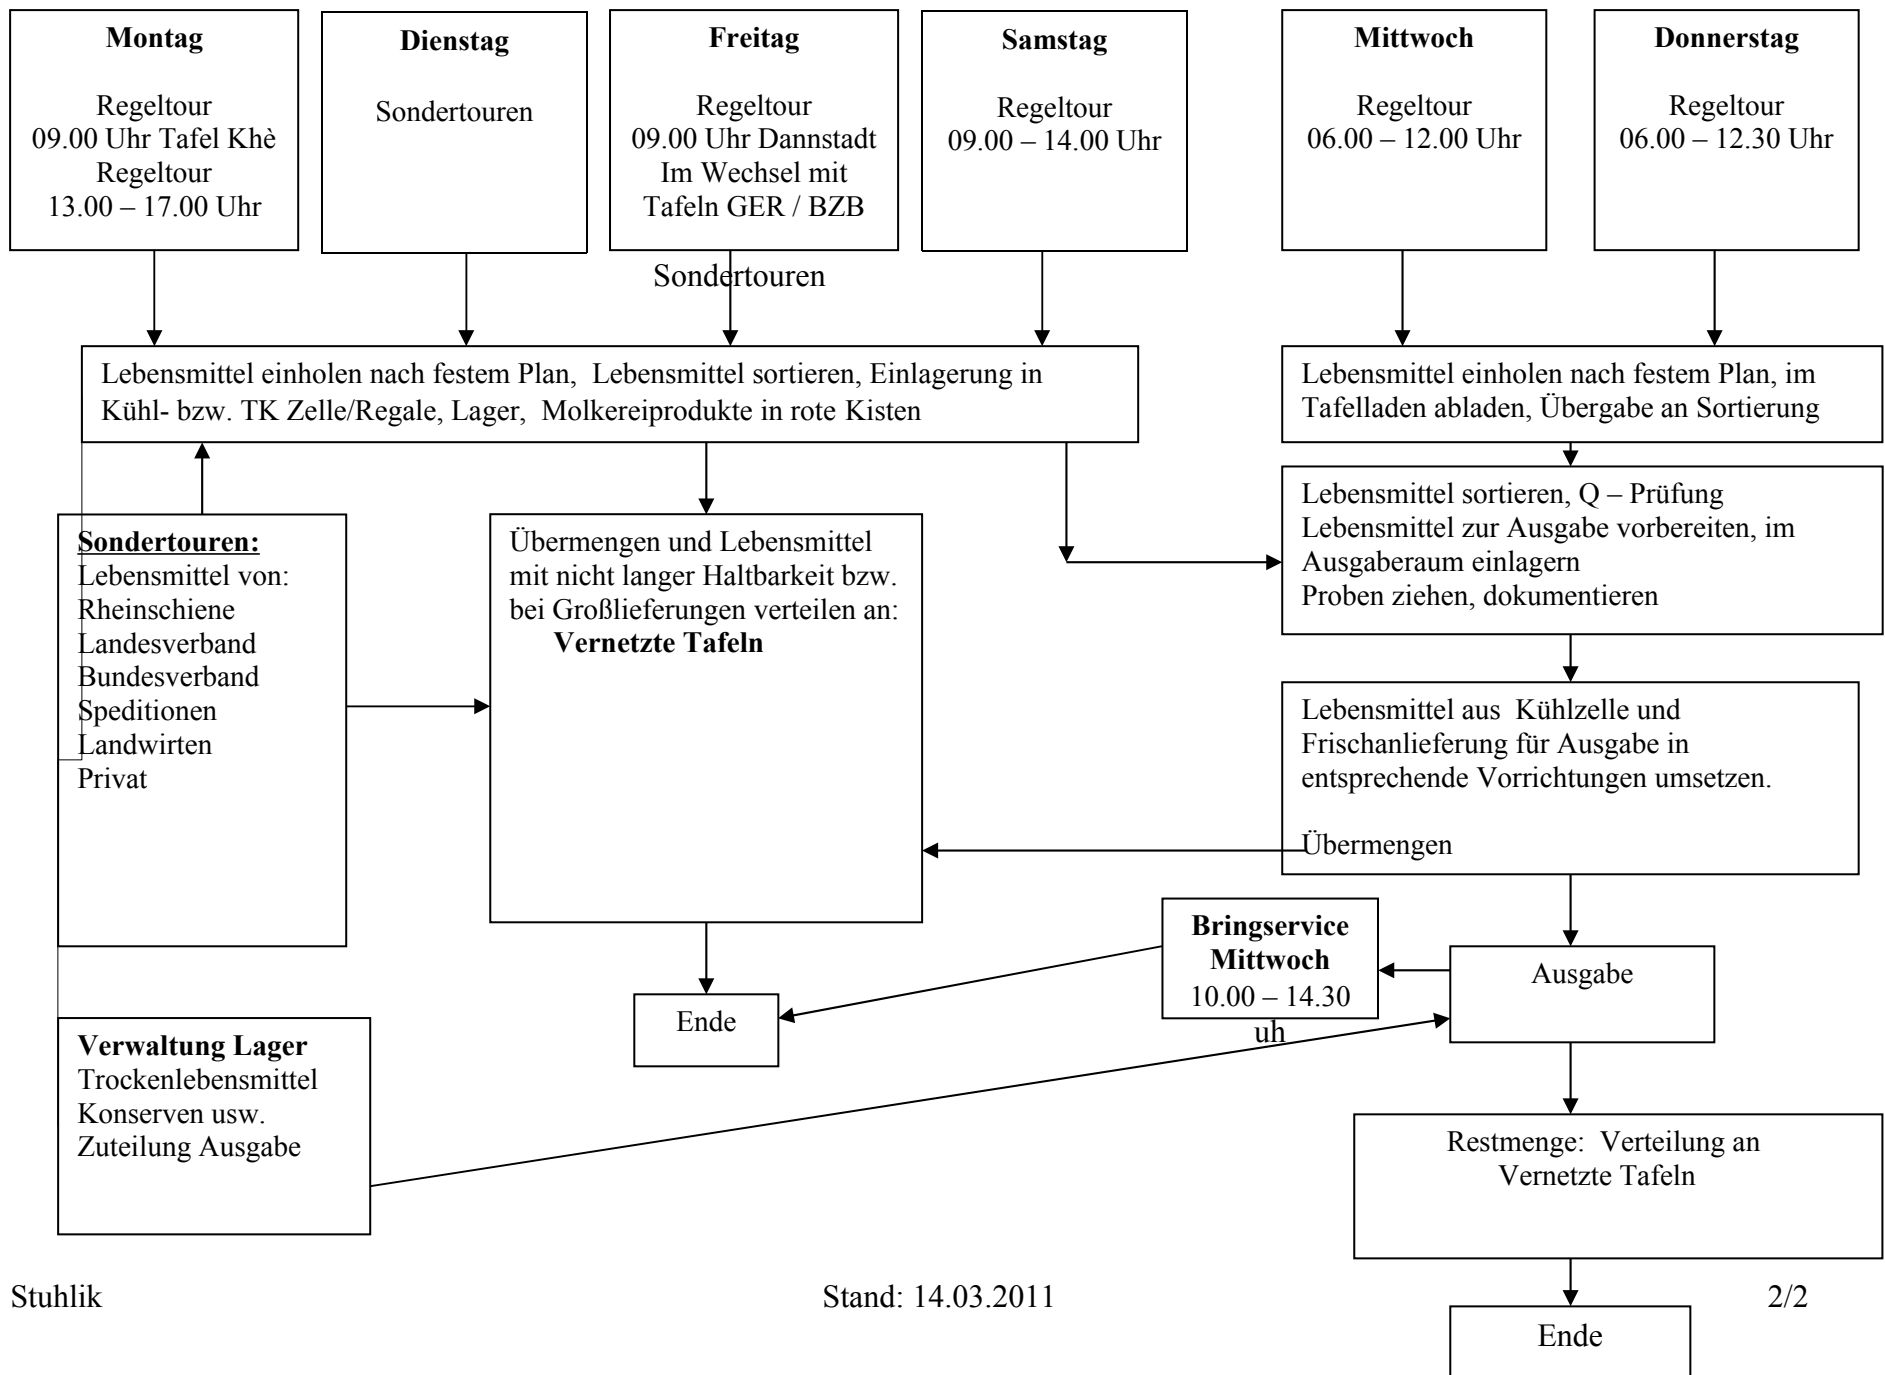 Montag
Regeltour
09.00 Uhr Tafel Khè
Regeltour
13.00 – 17.00 Uhr
Dienstag
Sondertouren
Freitag
Regeltour
09.00 Uhr Dannstadt
Im Wechsel mit
Tafeln GER / BZB
Sondertouren
Samstag
Regeltour
09.00 – 14.00 Uhr
Mittwoch
Regeltour
06.00 – 12.00 Uhr
Donnerstag
Regeltour
06.00 – 12.30 Uhr
Lebensmittel einholen nach festem Plan, Lebensmittel sortieren, Einlagerung in
Kühl- bzw. TK Zelle/Regale, Lager, Molkereiprodukte in rote Kisten
Lebensmittel einholen nach festem Plan, im
Tafelladen abladen, Übergabe an Sortierung
Lebensmittel sortieren, Q – Prüfung
Lebensmittel zur Ausgabe vorbereiten, im
Ausgaberaum einlagern
Proben ziehen, dokumentieren
Sondertouren:
Lebensmittel von:
Rheinschiene
Landesverband
Bundesverband
Speditionen
Landwirten
Privat
Übermengen und Lebensmittel
mit nicht langer Haltbarkeit bzw.
bei Großlieferungen verteilen an:
Vernetzte Tafeln
Lebensmittel aus Kühlzelle und
Frischanlieferung für Ausgabe in
entsprechende Vorrichtungen umsetzen.
Übermengen
Bringservice
Mittwoch
10.00 – 14.30
uh
Ausgabe
Ende
Verwaltung Lager
Trockenlebensmittel
Konserven usw.
Zuteilung Ausgabe
Restmenge: Verteilung an
Vernetzte Tafeln
Stuhlik
Stand: 14.03.2011
2/2
Ende